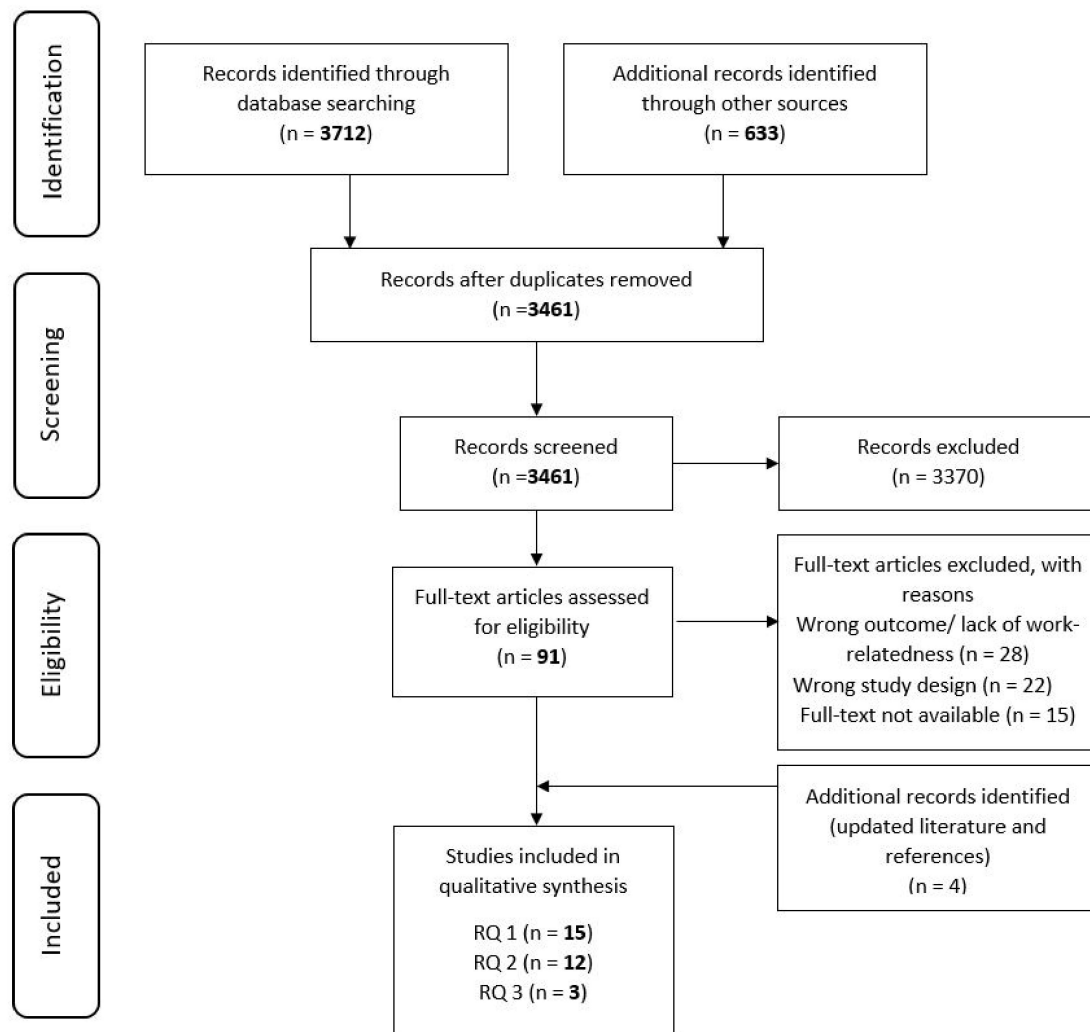 Identification
Records identified through
database searching
(n = 3712)
Additional records identified
through other sources
(n = 633)
Records after duplicates removed
(n =3461)
Screening
Records screened
(n =3461)
Records excluded
(n = 3370)
Eligibility
Full-text articles assessed
for eligibility
(n = 91)
Full-text articles excluded, with
reasons
Wrong outcome/ lack of work-
relatedness (n = 28)
Wrong study design (n = 22)
Full-text not available (n = 15)
Additional records identified
(updated literature and
references)
(n = 4)
Included
Studies included in
qualitative synthesis
RQ 1 (n = 15)
RQ 2 (n = 12)
RQ 3 (n = 3)